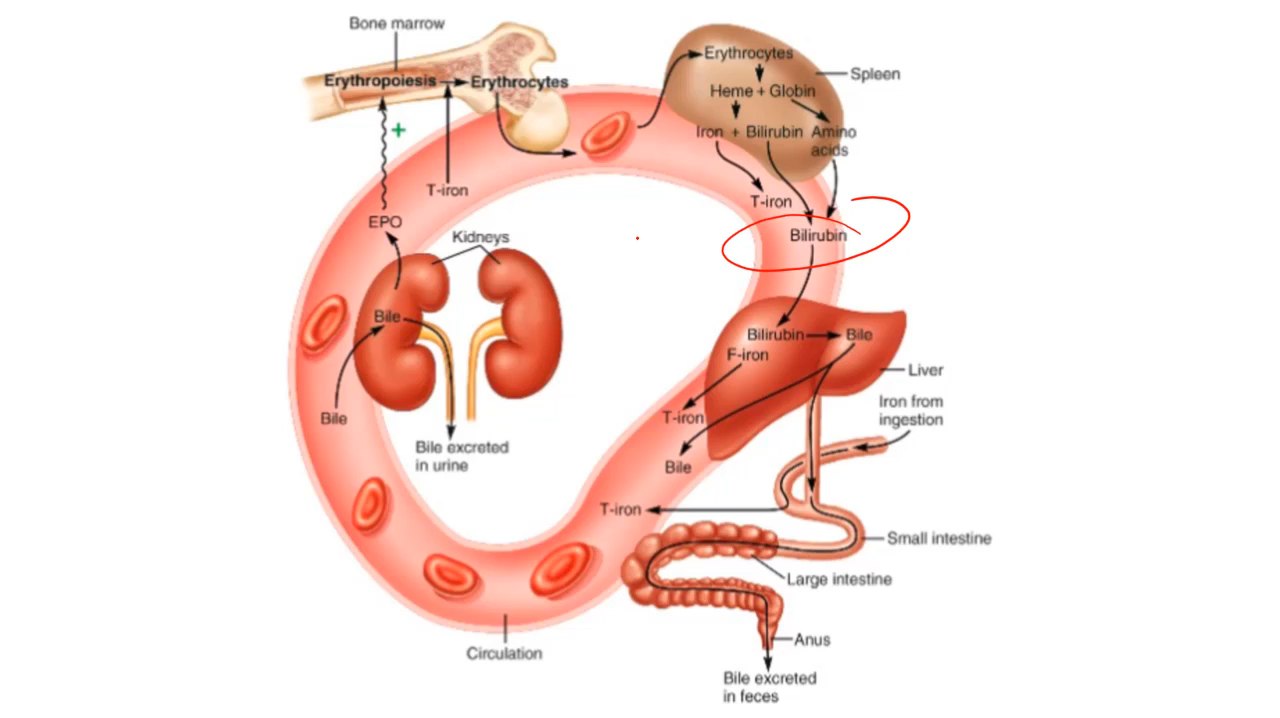 Bone marrow
Erythropoiesis
Erythrocytes
+
T-iron
EPO
Kidneys
Bile
Bile
Bile excreted
in urine
Erythrocytes
Spleen
Heme + Globin
Iron + Bilirubin Amino
acids
T-iron
Bilirubin
Bilirubin
Bile
F-iron
Liver
T-iron
Bile
Iron from
ingestion
T-iron
Small intestine
Large intestine
Anus
Bile excreted
in feces
Circulation